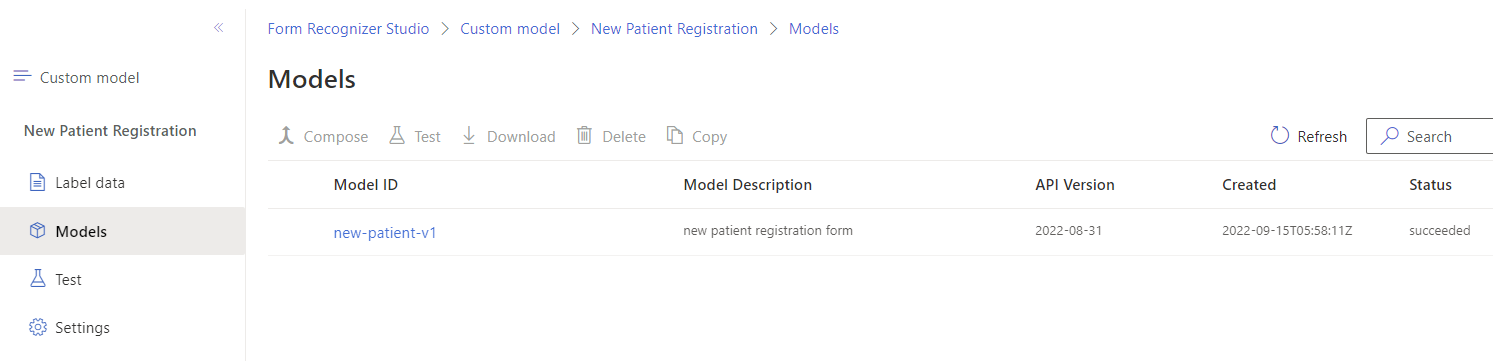 Form Recognizer Studio > Custom model > New Patient Registration > Models
Custom model
New Patient Registration
Label data
Models
Test
Settings
Models
Compose Test Download Delete Copy Refresh Search
Model ID Model Description API Version Created Status
new-patient-v1 new patient registration form 2022-08-31 2022-09-15T05:58:11Z succeeded